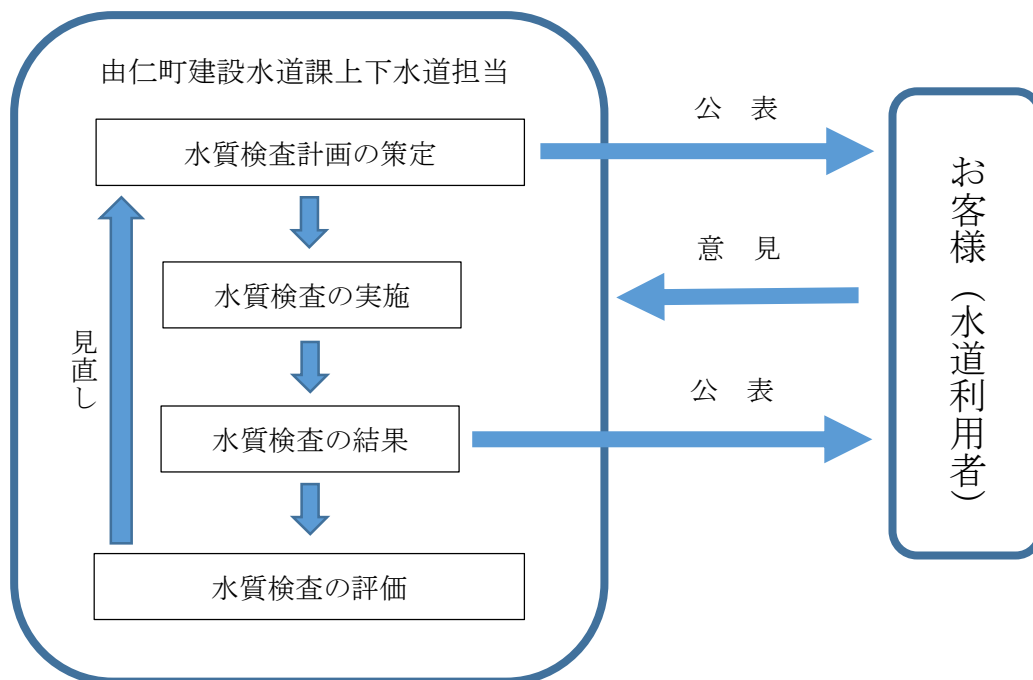 由仁町建設水道課上下水道担当
水質検査計画の策定
水質検査の実施
水質検査の結果
水質検査の評価
見直し
公　表
意　見
公　表
お客様（水道利用者）